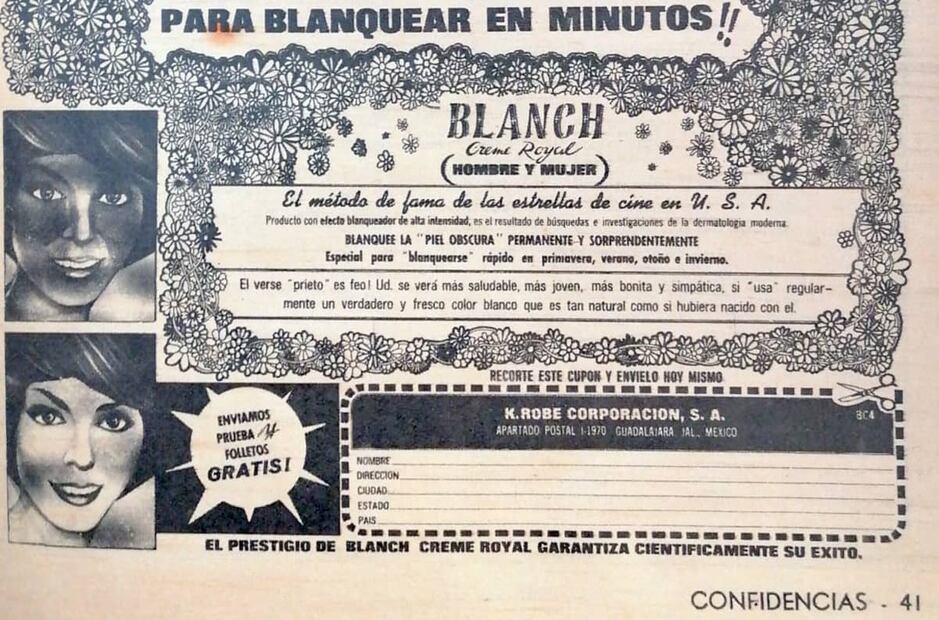 PARA BLANQUEAR EN MINUTOS!!
BLANCH
Creme Royal
(HOMBRE Y MUJER)
El método de fama de las estrellas de cine en U. S. A.
Producto con efecto blanqueador de alta intensidad, es el resultado de búsquedas e investigaciones de la dermatologia moderna.
BLANQUEE LA "PIEL OBSCURA" PERMANENTE Y SORPRENDENTEMENTE
Especial para "blanquearse" rápido en primavera, verano, otoño e invierno.
El verse "prieto" es feo! Ud. se verá más saludable, más joven, más bonita y simpática, si "usa" regular-
mente un verdadero y fresco color blanco que es tan natural como si hubiera nacido con el.
RECORTE ESTE CUPON Y ENVIELO HOY MISMO
ENVIAMOS
PRUEBA Y
FOLLETOS
GRATIS!
K.ROBE CORPORACION, S. A.
BC4
APARTADO POSTAL 1-1970 GUADALAJARA JAL. MEXICO
NOMBRE
DIRECCION
CIUDAD
ESTADO
PAIS
EL PRESTIGIO DE BLANCH CREME ROYAL GARANTIZA CIENTIFICAMENTE SU EXITO.
CONFIDENCIAS - 41